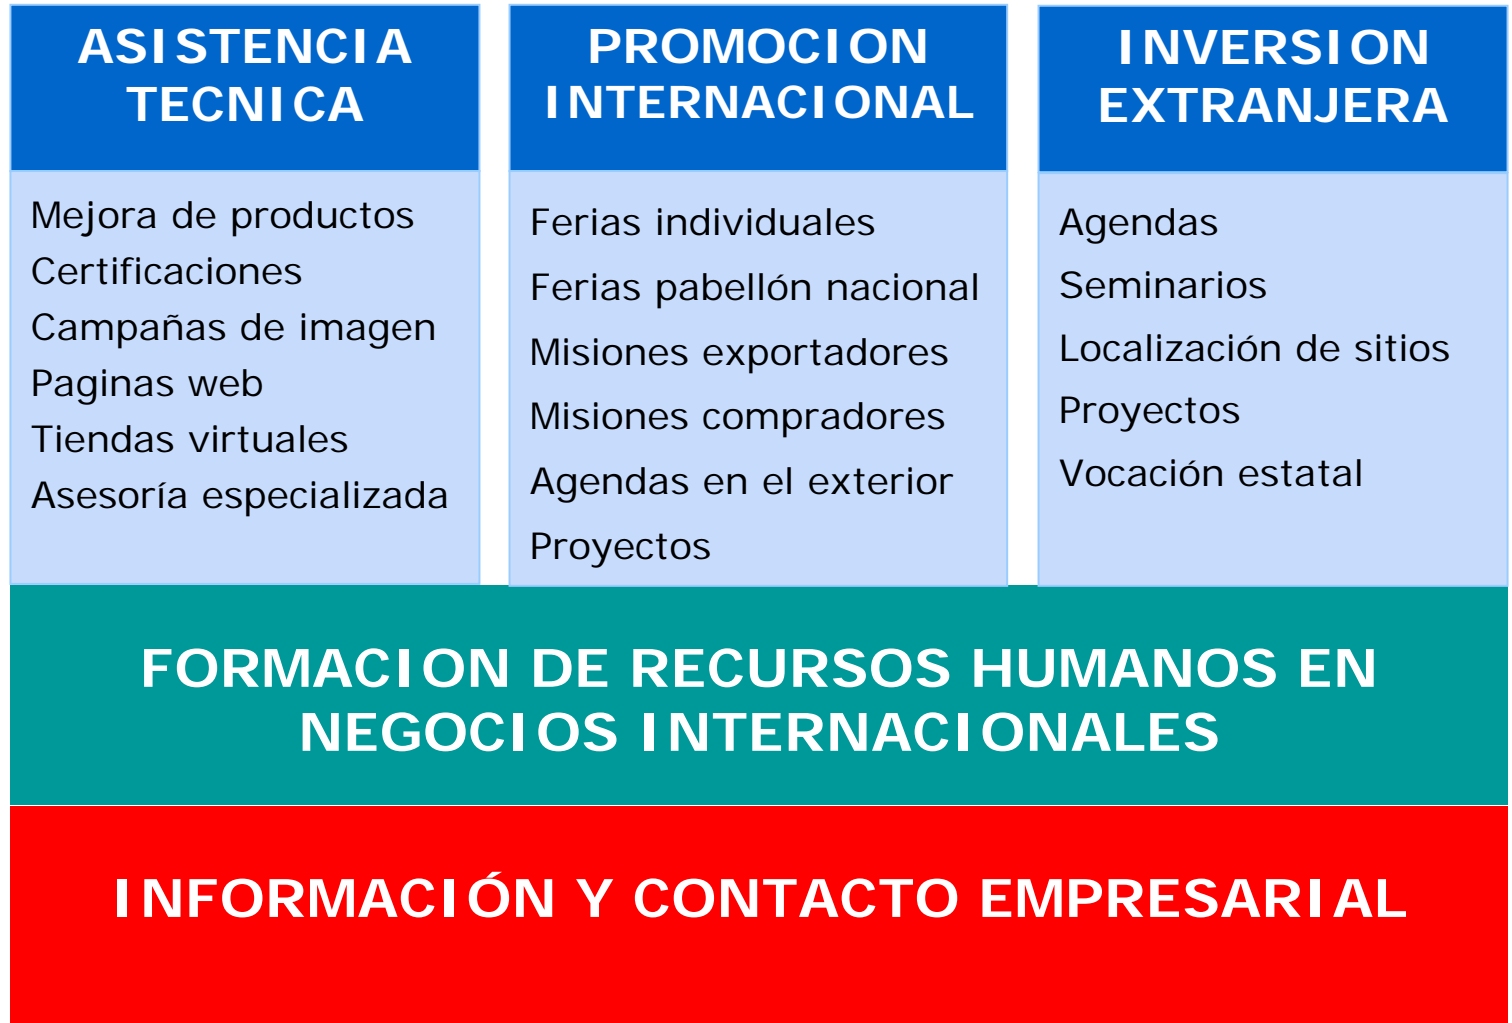 ASISTENCIA
TECNICA
Mejora de productos
Certificaciones
Campañas de imagen
Paginas web
Tiendas virtuales
Asesoría especializada
PROMOCION
INTERNACIONAL
Ferias individuales
Ferias pabellón nacional
Misiones exportadores
Misiones compradores
Agendas en el exterior
Proyectos
INVERSION
EXTRANJERA
Agendas
Seminarios
Localización de sitios
Proyectos
Vocación estatal
FORMACION DE RECURSOS HUMANOS EN
NEGOCIOS INTERNACIONALES
INFORMACIÓN Y CONTACTO EMPRESARIAL